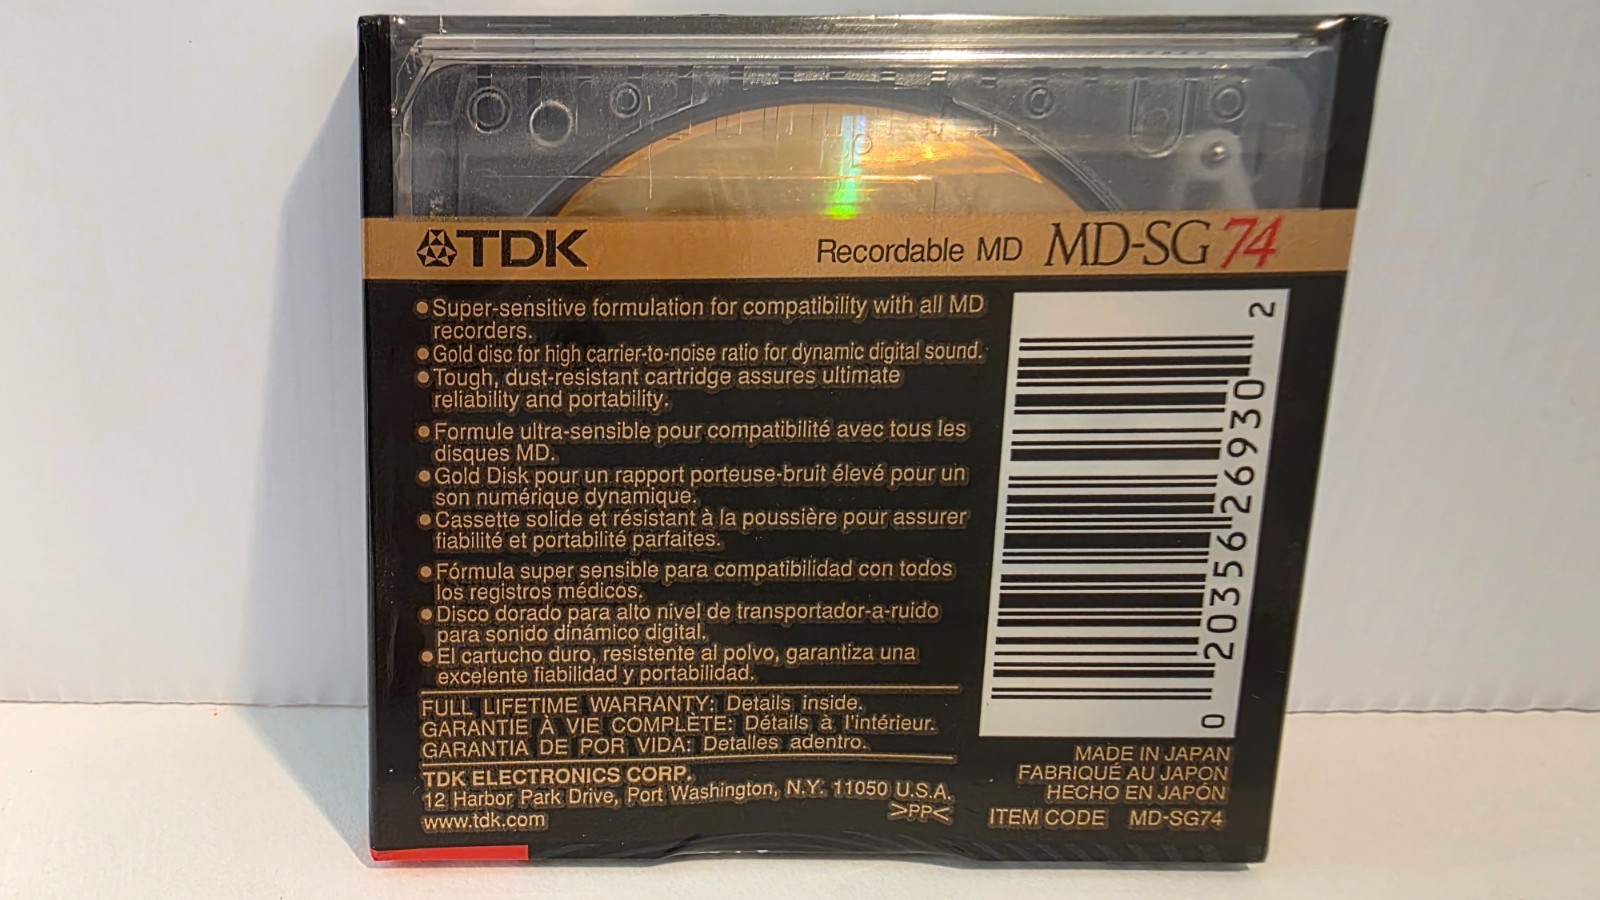 TDK Recordable MD MD-SG 74
•Super-sensitive formulation for compatibility with all MD
recorders.
•Gold disc for high carrier-to-noise ratio for dynamic digital sound.
•Tough, dust-resistant cartridge assures ultimate
reliability and portability.
•Formule ultra-sensible pour compatibilité avec tous les
disques MD.
•Gold Disk pour un rapport porteuse-bruit élevé pour un
son numérique dynamique.
•Cassette solide et résistant à la poussière pour assurer
fiabilité et portabilité parfaites.
•Fórmula super sensible para compatibilidad con todos
los registros médicos.
•Disco dorado para alto nivel de transportador-a-ruido
para sonido dinámico digital.
•El cartucho duro, resistente al polvo, garantiza una
excelente fiabilidad y portabilidad.
FULL LIFETIME WARRANTY: Details inside.
GARANTIE À VIE COMPLÈTE: Détails à l'intérieur.
GARANTIA DE POR VIDA: Detalles adentro.
TDK ELECTRONICS CORP.
12 Harbor Park Drive, Port Washington, N.Y. 11050 U.S.A.
www.tdk.com
>PP<
0 20356 26930 2
MADE IN JAPAN
FABRIQUÉ AU JAPON
HECHO EN JAPÓN
ITEM CODE MD-SG74